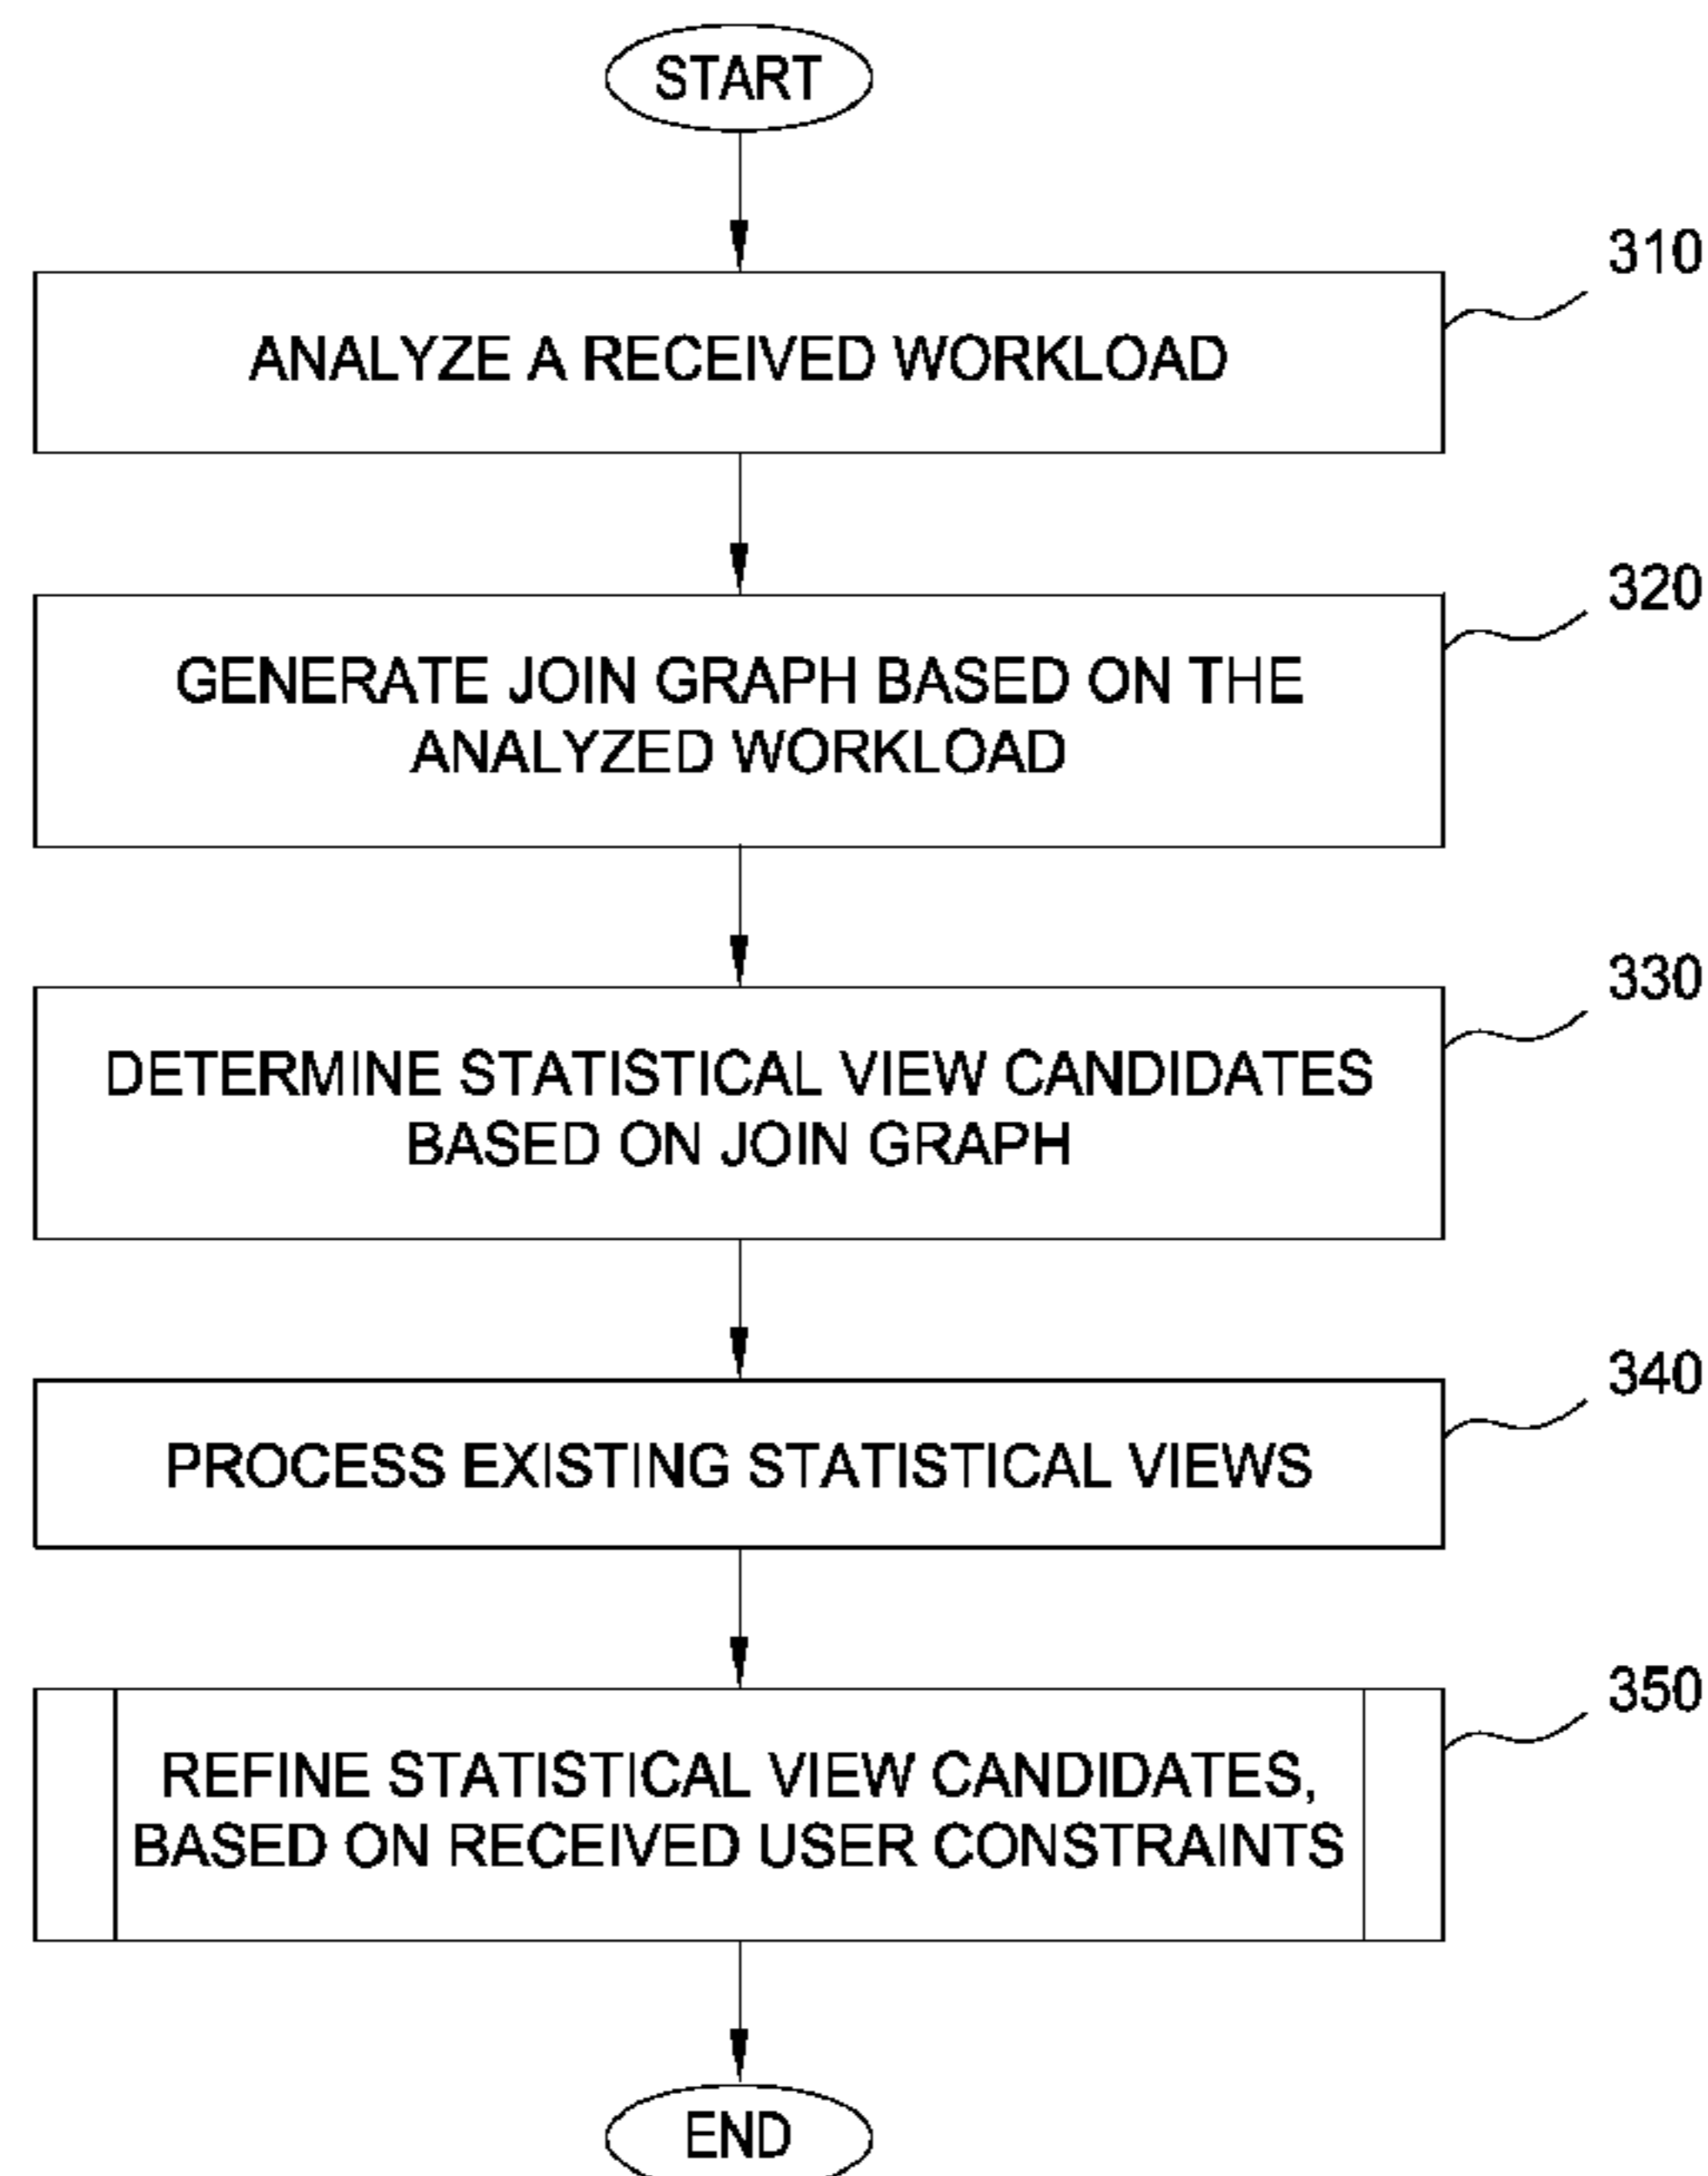 START
310
ANALYZE A RECEIVED WORKLOAD
320
GENERATE JOIN GRAPH BASED ON THE
ANALYZED WORKLOAD
330
DETERMINE STATISTICAL VIEW CANDIDATES
BASED ON JOIN GRAPH
340
PROCESS EXISTING STATISTICAL VIEWS
350
REFINE STATISTICAL VIEW CANDIDATES,
BASED ON RECEIVED USER CONSTRAINTS
END